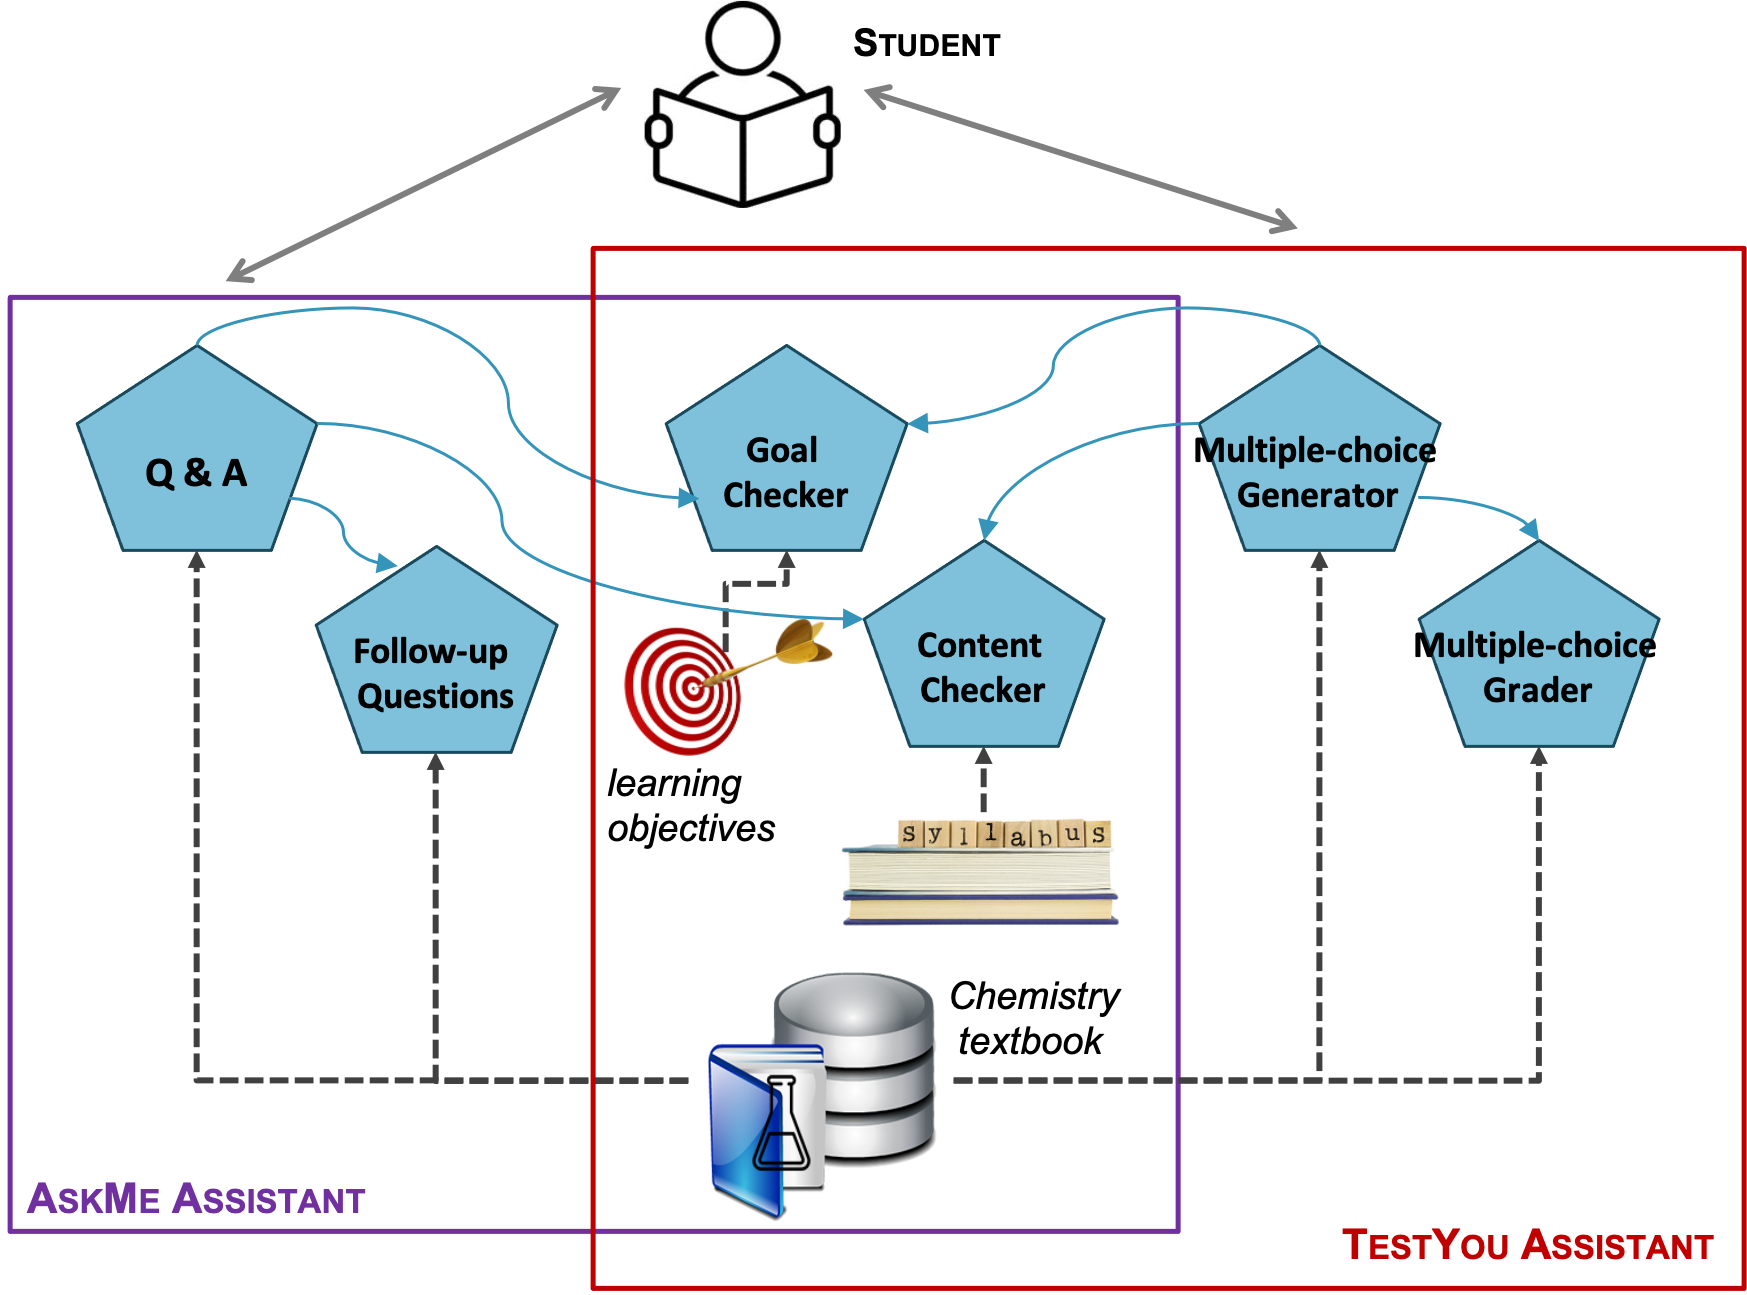 STUDENT
Q & A
Goal
Checker
Multiple-choice
Generator
Follow-up
Questions
Content
Checker
Multiple-choice
Grader
learning
objectives
syllabus
Chemistry
textbook
ASKME ASSISTANT
TESTYOU ASSISTANT